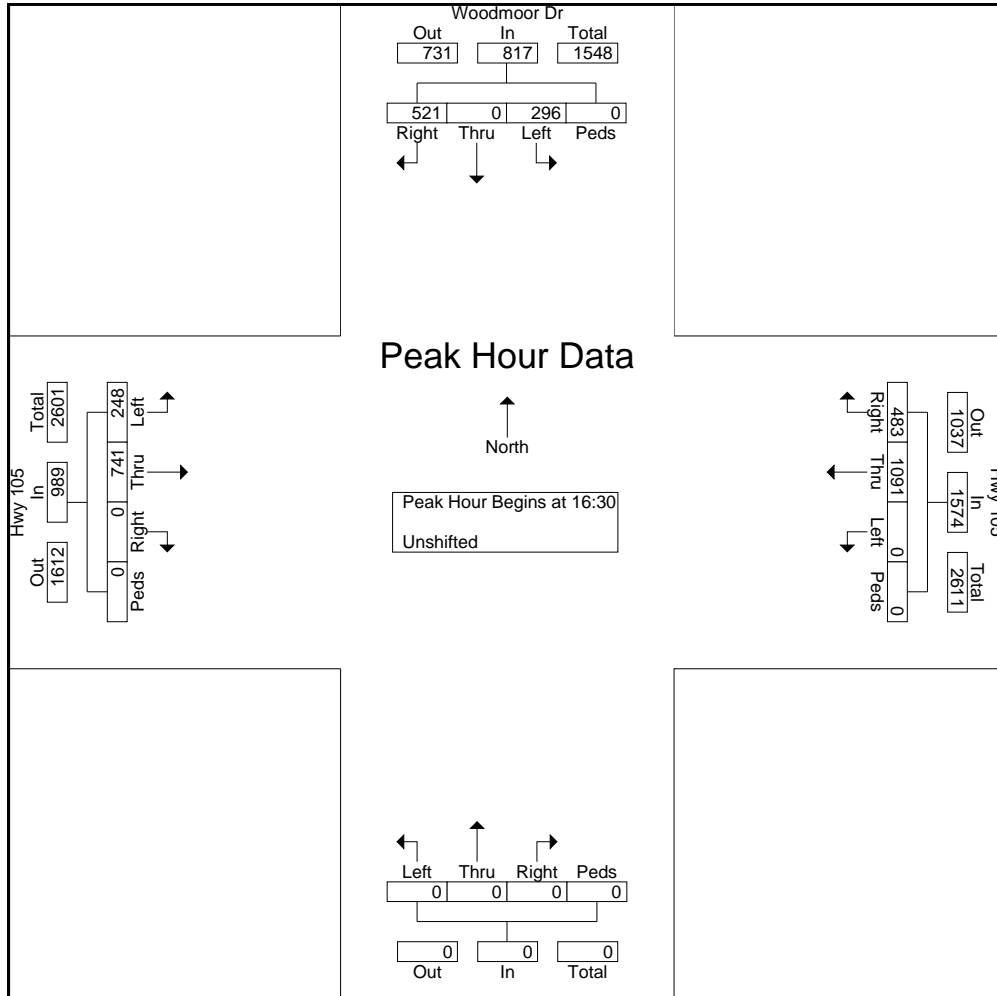 Woodmoor Dr
Out In Total
731 817 1548
521 0 296 0
Right Thru Left Peds
Peak Hour Data
North
Peak Hour Begins at 16:30
Unshifted
Hwy 105
Total In Out
2601 989 1612
248 741 0 0
Left Thru Right Peds
Out In Total
1037 1574 2611
483 1091 0 0
Right Thru Left Peds
Left Thru Right Peds
0 0 0 0
0 0 0
Out In Total